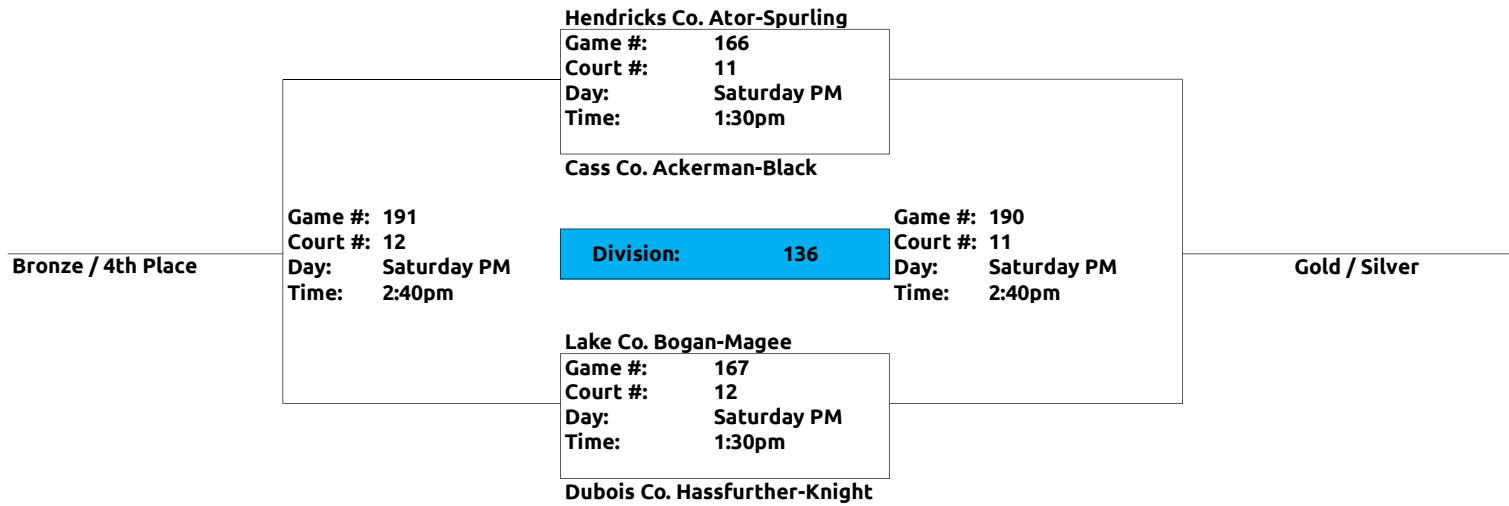 Hendricks Co. Ator-Spurling
Game #: 166
Court #: 11
Day: Saturday PM
Time: 1:30pm
Cass Co. Ackerman-Black
Game #: 191
Court #: 12
Day: Saturday PM
Time: 2:40pm
Bronze / 4th Place
Division: 136
Game #: 190
Court #: 11
Day: Saturday PM
Time: 2:40pm
Gold / Silver
Lake Co. Bogan-Magee
Game #: 167
Court #: 12
Day: Saturday PM
Time: 1:30pm
Dubois Co. Hassfurther-Knight